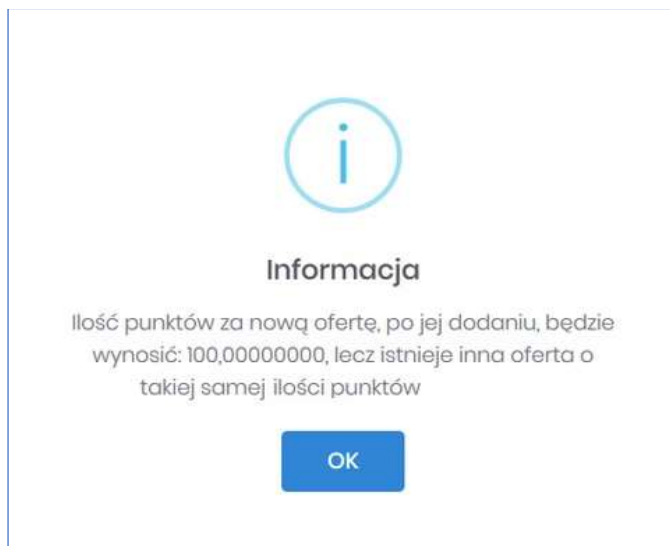 Informacja
Ilość punktów za nową ofertę, po jej dodaniu, będzie
wynosić: 100,00000000, lecz istnieje inna oferta o
takiej samej ilości punktów
OK